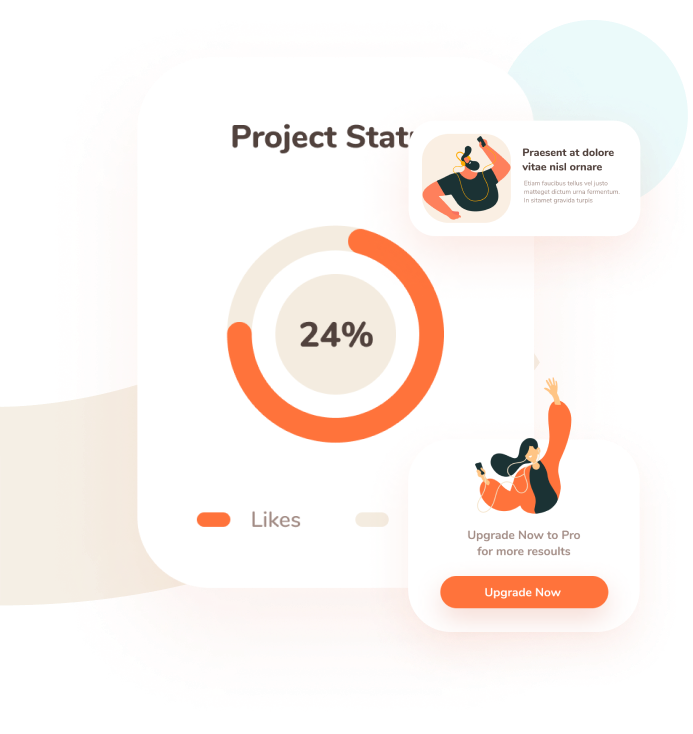 Project Stat
Praesent at dolore
vitae nisl ornare
Etiam faucibus tellus vel justo
matteget dictum urna fermentum.
In sitamet gravida turpis
24%
Likes
Upgrade Now to Pro
for more resoults
Upgrade Now